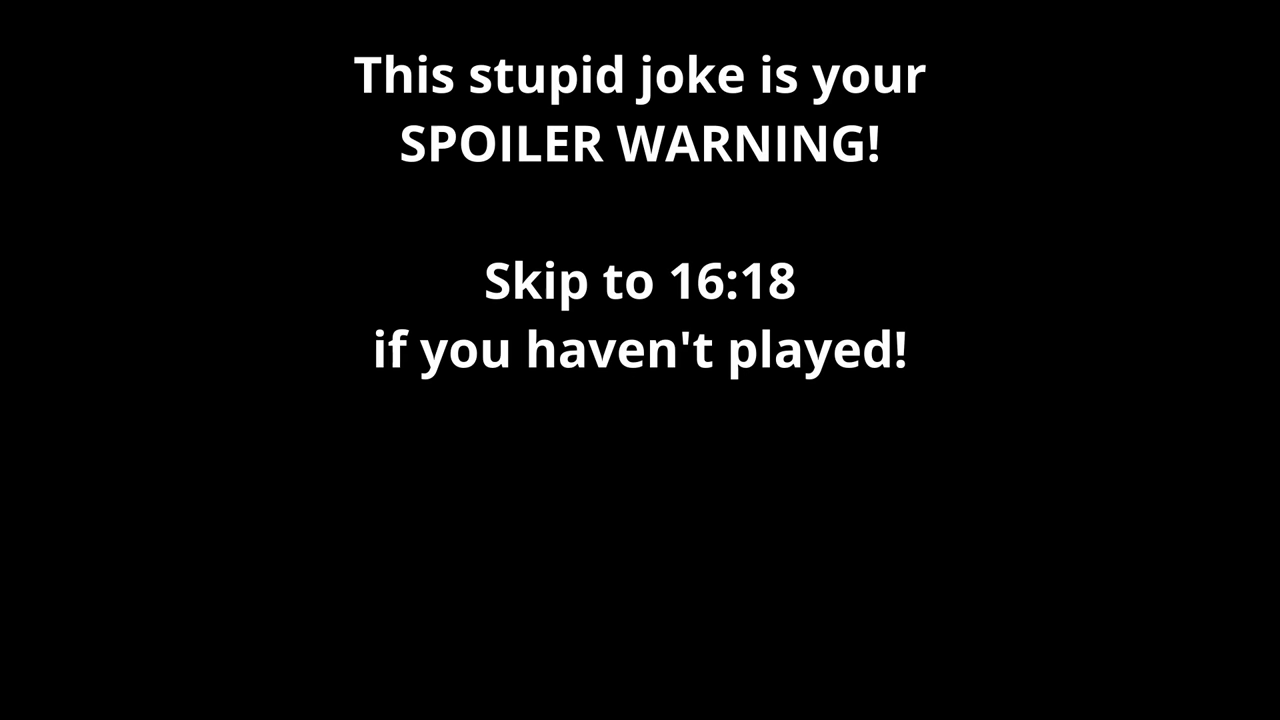 This stupid joke is your
SPOILER WARNING!
Skip to 16:18
if you haven't played!